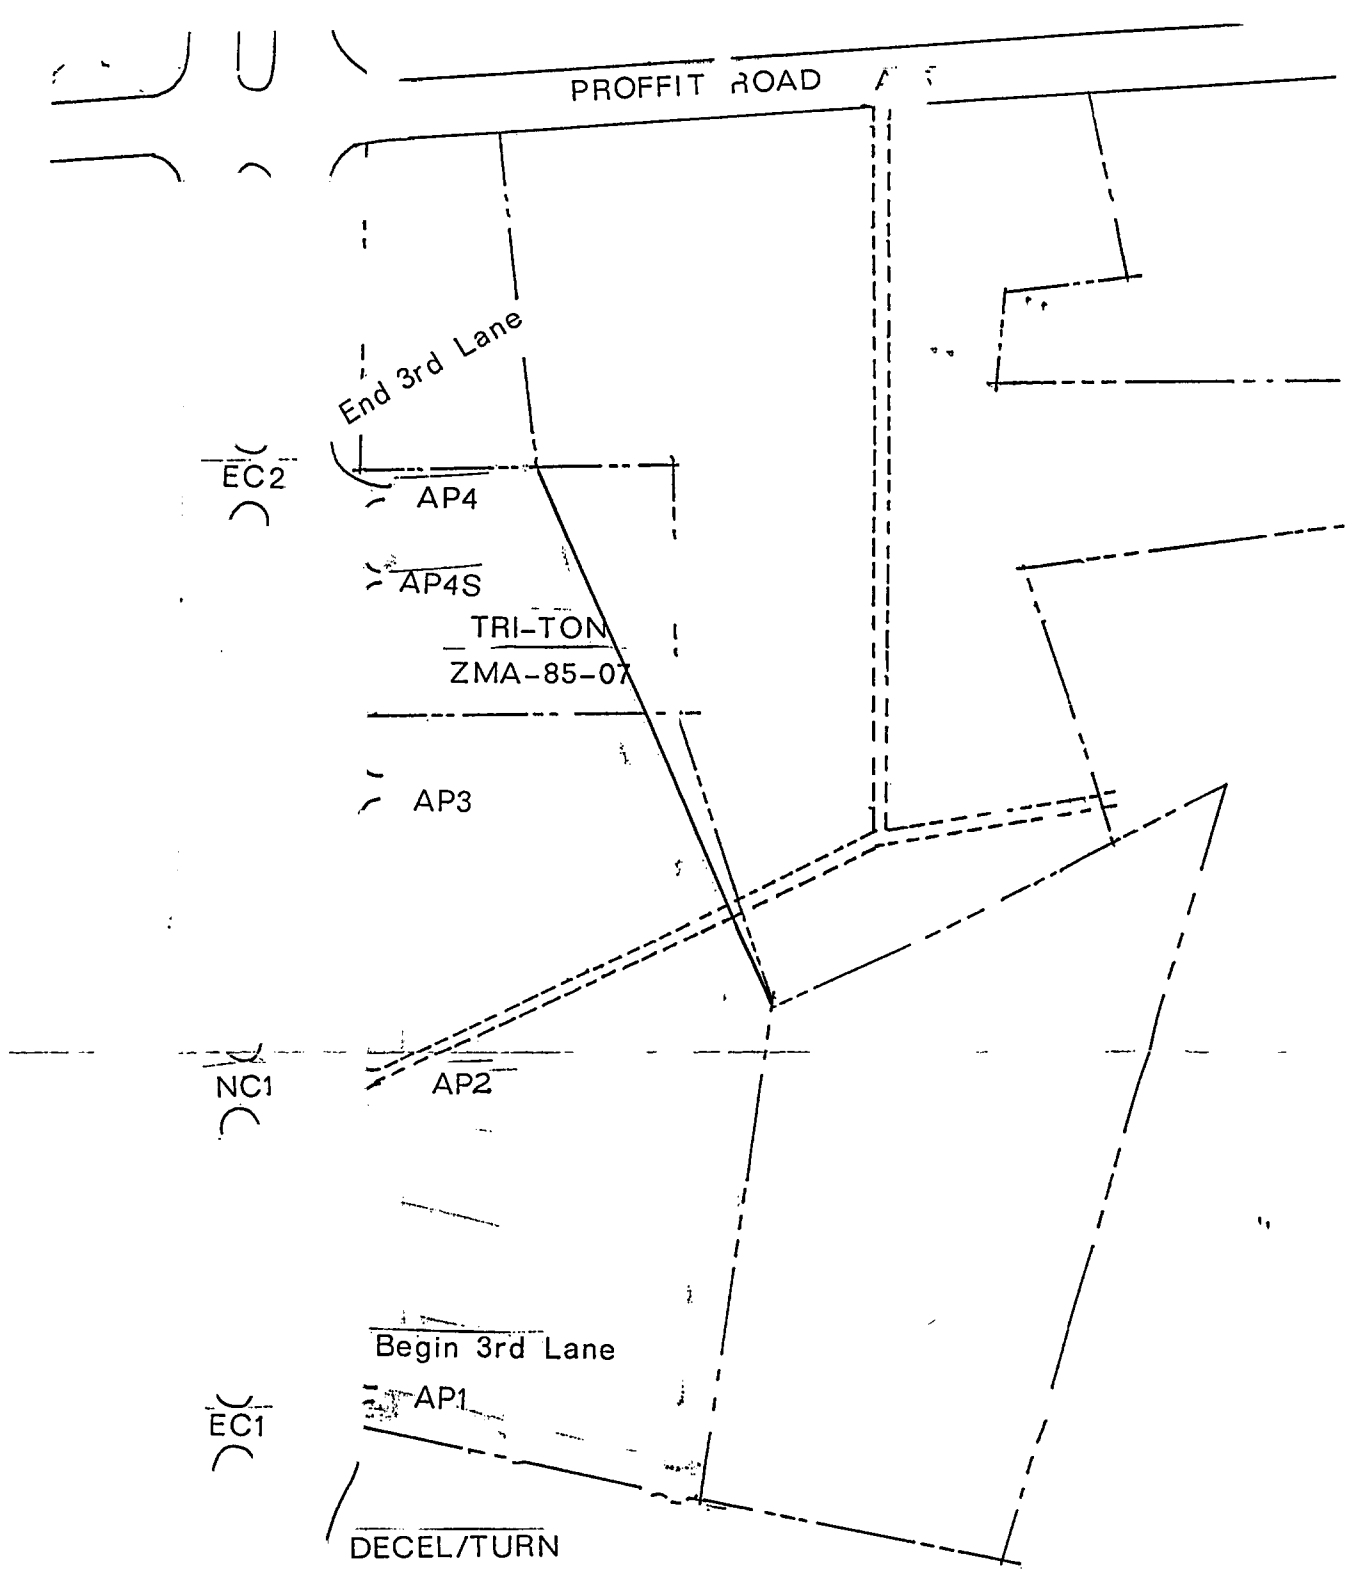 PROFFIT ROAD
End 3rd Lane
EC2
AP4
AP4S
TRI-TON
ZMA-85-07
AP3
NC1
AP2
Begin 3rd Lane
AP1
EC1
DECEL/TURN